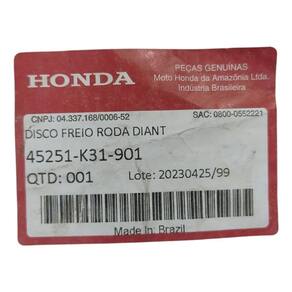 HONDA
PEÇAS GENUINAS
Moto Honda da Amazônia Ltda.
Indústria Brasileira
CNPJ: 04.337.168/0006-52
SAC: 0800-0552221
DISCO FREIO RODA DIANT
45251-K31-901
QTD: 001
Lote: 20230425/99
Made In: Brazil